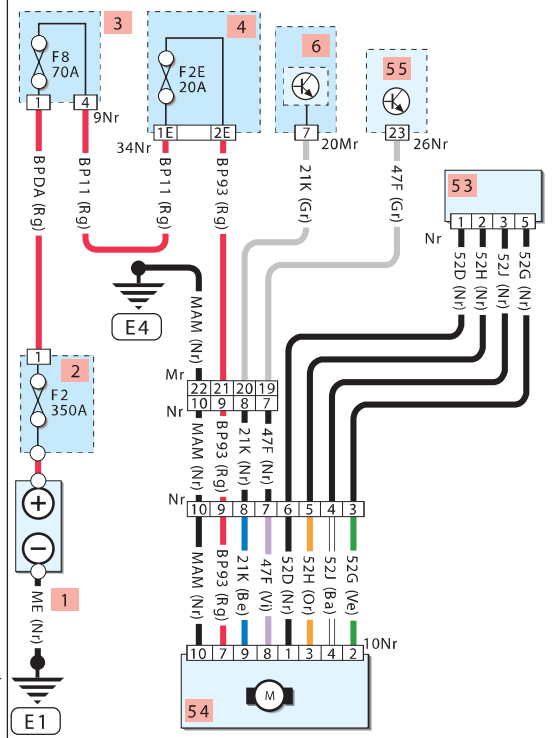 3
4
6
55
F8
70A
F2E
20A
1
4
9Nr
1E
2E
34Nr
7
20Mr
23
26Nr
BPDA (Rg)
BP11 (Rg)
BP11 (Rg)
BP93 (Rg)
21K (Gr)
47F (Gr)
53
1
2
3
5
Nr
52D (Nr)
52H (Nr)
52J (Nr)
52G (Nr)
E4
MAM (Nr)
1
2
F2
350A
Mr
22
21
20
19
10
9
8
7
Nr
MAM (Nr)
BP93 (Rg)
21K (Nr)
47F (Nr)
Nr
10
9
8
7
6
5
4
3
+
−
1
ME (Nr)
E1
MAM (Nr)
BP93 (Rg)
21K (Be)
47F (Vi)
52D (Nr)
52H (Or)
52J (Ba)
52G (Ve)
10Nr
10
7
9
8
1
3
4
2
54
M